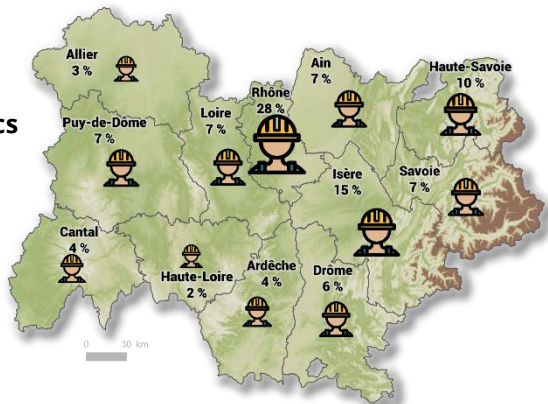 Allier
3 %
Ain
7 %
Haute-Savoie
10 %
Rhône
28 %
Loire
7 %
cs
Puy-de-Dôme
7 %
Isère
15 %
Savoie
7 %
Cantal
4 %
Haute-Loire
2 %
Ardêche
4 %
Drôme
6 %
0 30 km